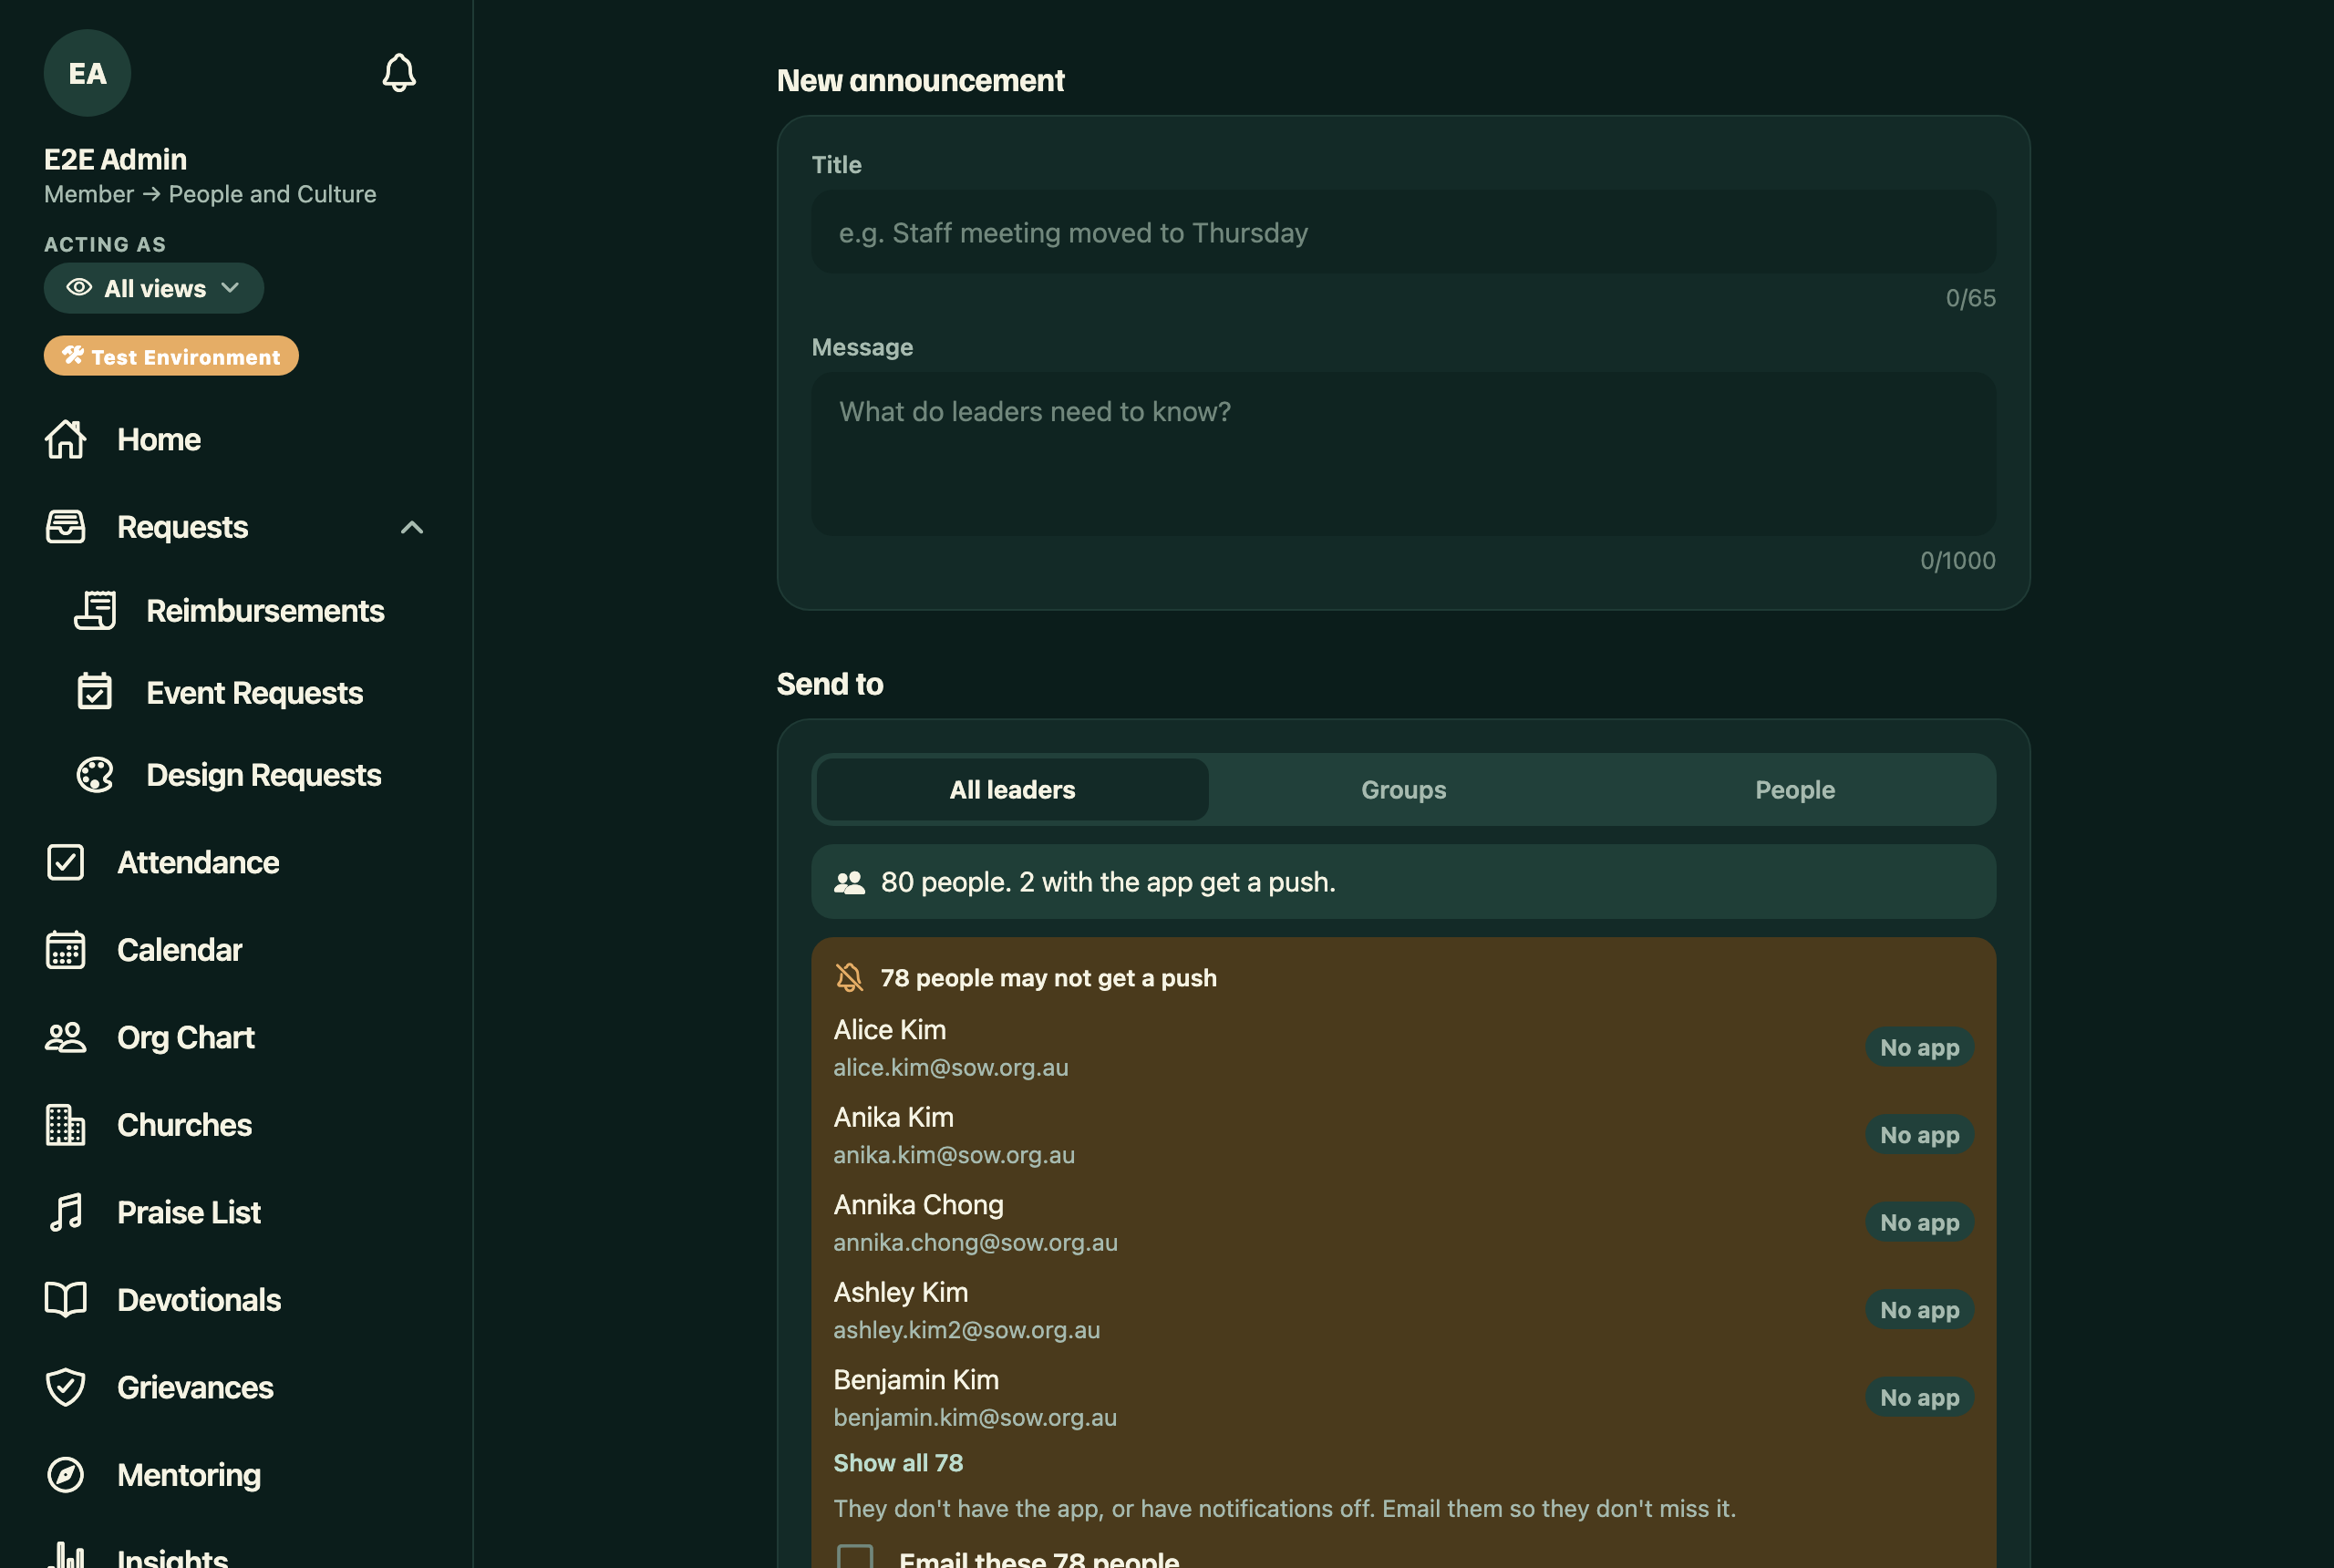 EA
E2E Admin
Member → People and Culture
ACTING AS
All views
Test Environment
Home
Requests
Reimbursements
Event Requests
Design Requests
Attendance
Calendar
Org Chart
Churches
Praise List
Devotionals
Grievances
Mentoring
Insights
New announcement
Title
e.g. Staff meeting moved to Thursday
0/65
Message
What do leaders need to know?
0/1000
Send to
All leaders
Groups
People
80 people. 2 with the app get a push.
78 people may not get a push
Alice Kim
No app
alice.kim@sow.org.au
Anika Kim
No app
anika.kim@sow.org.au
Annika Chong
No app
annika.chong@sow.org.au
Ashley Kim
No app
ashley.kim2@sow.org.au
Benjamin Kim
No app
benjamin.kim@sow.org.au
Show all 78
They don't have the app, or have notifications off. Email them so they don't miss it.
Email these 78 people